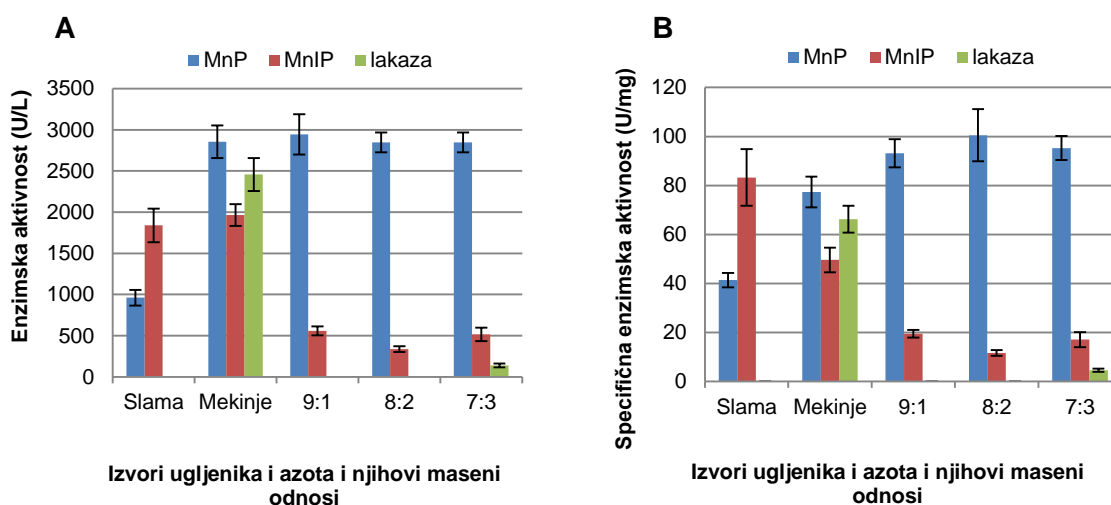 A
MnP MnIP lakaza
Enzimska aktivnost (U/L)
3500
3000
2500
2000
1500
1000
500
0
Slama Mekinje 9:1 8:2 7:3
Izvori ugljenika i azota i njihovi maseni
odnosi
B
MnP MnIP lakaza
Specifična enzimska aktivnost (U/mg)
120
100
80
60
40
20
0
Slama Mekinje 9:1 8:2 7:3
Izvori ugljenika i azota i njihovi maseni
odnosi